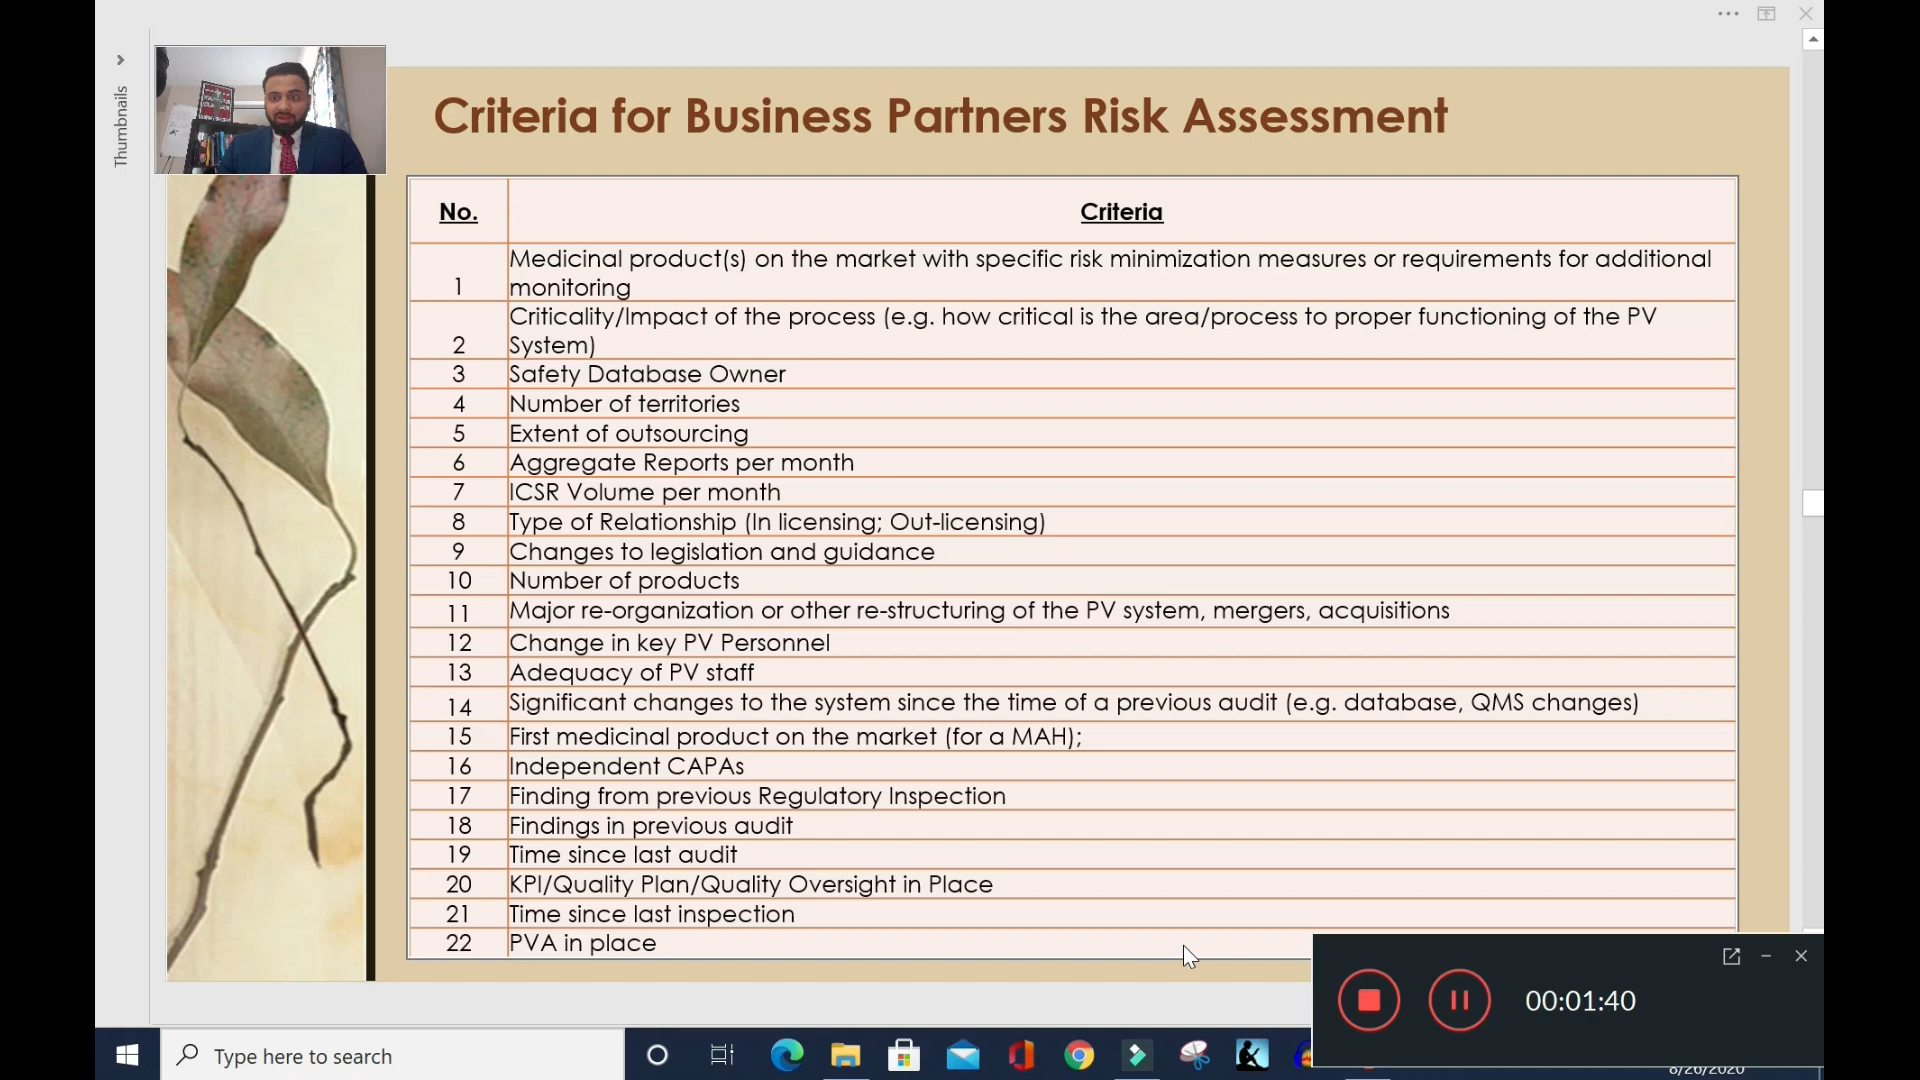 Thumbnails
Criteria for Business Partners Risk Assessment
No.
Criteria
1
Medicinal product(s) on the market with specific risk minimization measures or requirements for additional
monitoring
2
Criticality/Impact of the process (e.g. how critical is the area/process to proper functioning of the PV
System)
3 Safety Database Owner
4 Number of territories
5 Extent of outsourcing
6 Aggregate Reports per month
7 ICSR Volume per month
8 Type of Relationship (In licensing; Out-licensing)
9 Changes to legislation and guidance
10 Number of products
11 Major re-organization or other re-structuring of the PV system, mergers, acquisitions
12 Change in key PV Personnel
13 Adequacy of PV staff
14 Significant changes to the system since the time of a previous audit (e.g. database, QMS changes)
15 First medicinal product on the market (for a MAH);
16 Independent CAPAs
17 Finding from previous Regulatory Inspection
18 Findings in previous audit
19 Time since last audit
20 KPI/Quality Plan/Quality Oversight in Place
21 Time since last inspection
22 PVA in place
00:01:40
Type here to search
8/26/2020